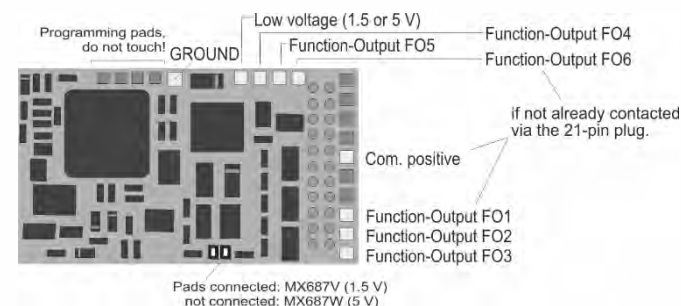 Low voltage (1.5 or 5 V)
Programming pads,
do not touch!
GROUND
Function-Output FO5
Function-Output FO4
Function-Output FO6
if not already contacted
via the 21-pin plug.
Com. positive
Function-Output FO1
Function-Output FO2
Function-Output FO3
Pads connected: MX687V (1.5 V)
not connected: MX687W (5 V)